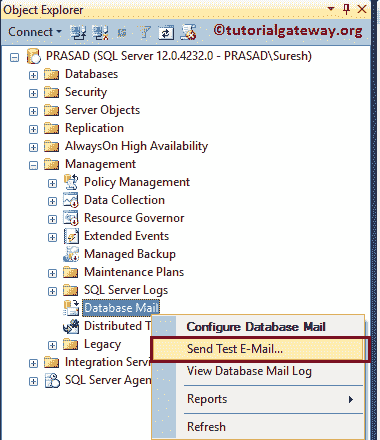 Object Explorer
Connect
©tutorialgateway.org
PRASAD (SQL Server 12.0.4232.0 - PRASAD\Suresh)
Databases
Security
Server Objects
Replication
AlwaysOn High Availability
Management
Policy Management
Data Collection
Resource Governor
Extended Events
Managed Backup
Maintenance Plans
SQL Server Logs
Database Mail
Distributed T
Legacy
Integration Servi
SQL Server Agen
Configure Database Mail
Send Test E-Mail...
View Database Mail Log
Reports
Refresh